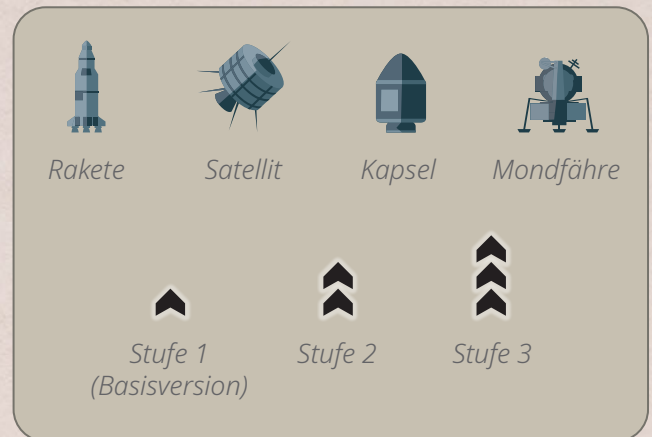 Rakete Satellit Kapsel Mondfähre
Stufe 1 Stufe 2 Stufe 3
(Basisversion)